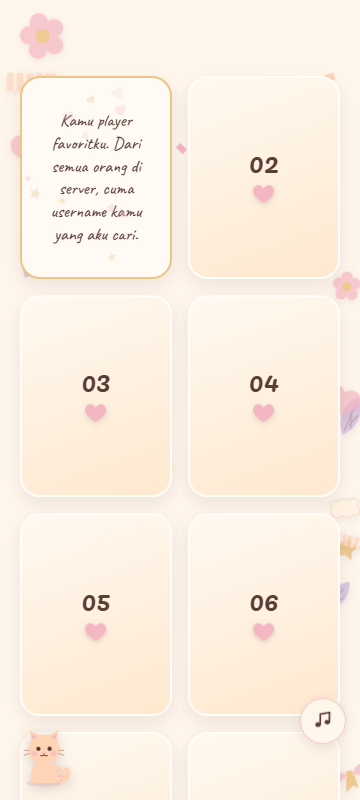 Kamu player
favoritku. Dari
semua orang di
server, cuma
username kamu
yang aku cari.
02
03
04
05
06